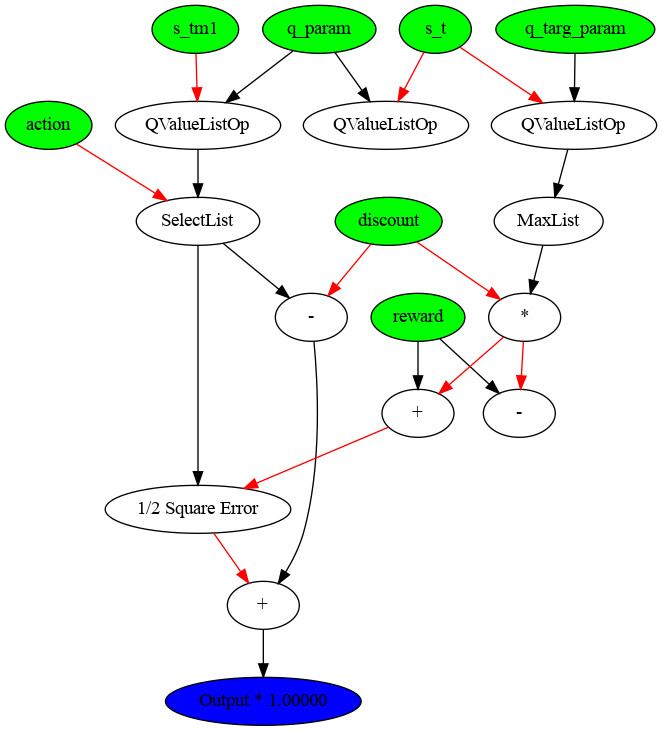 s_tm1
q_param
s_t
q_targ_param
action
QValueListOp
QValueListOp
QValueListOp
SelectList
discount
MaxList
-
reward
*
+
-
1/2 Square Error
+
Output * 1.00000